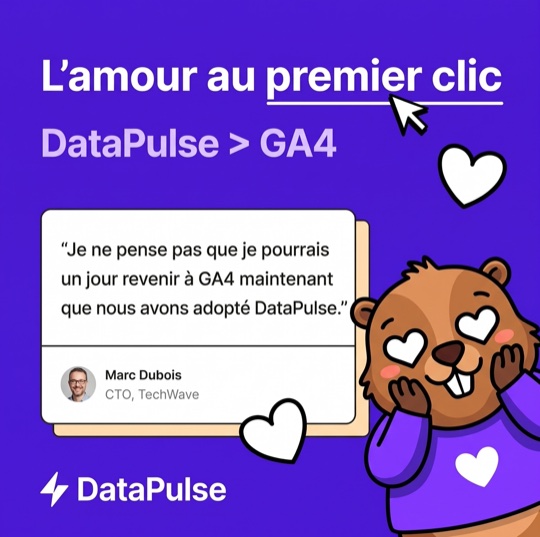 L’amour au premier clic
DataPulse > GA4
“Je ne pense pas que je pourrais
un jour revenir à GA4 maintenant
que nous avons adopté DataPulse.”
Marc Dubois
CTO, TechWave
DataPulse